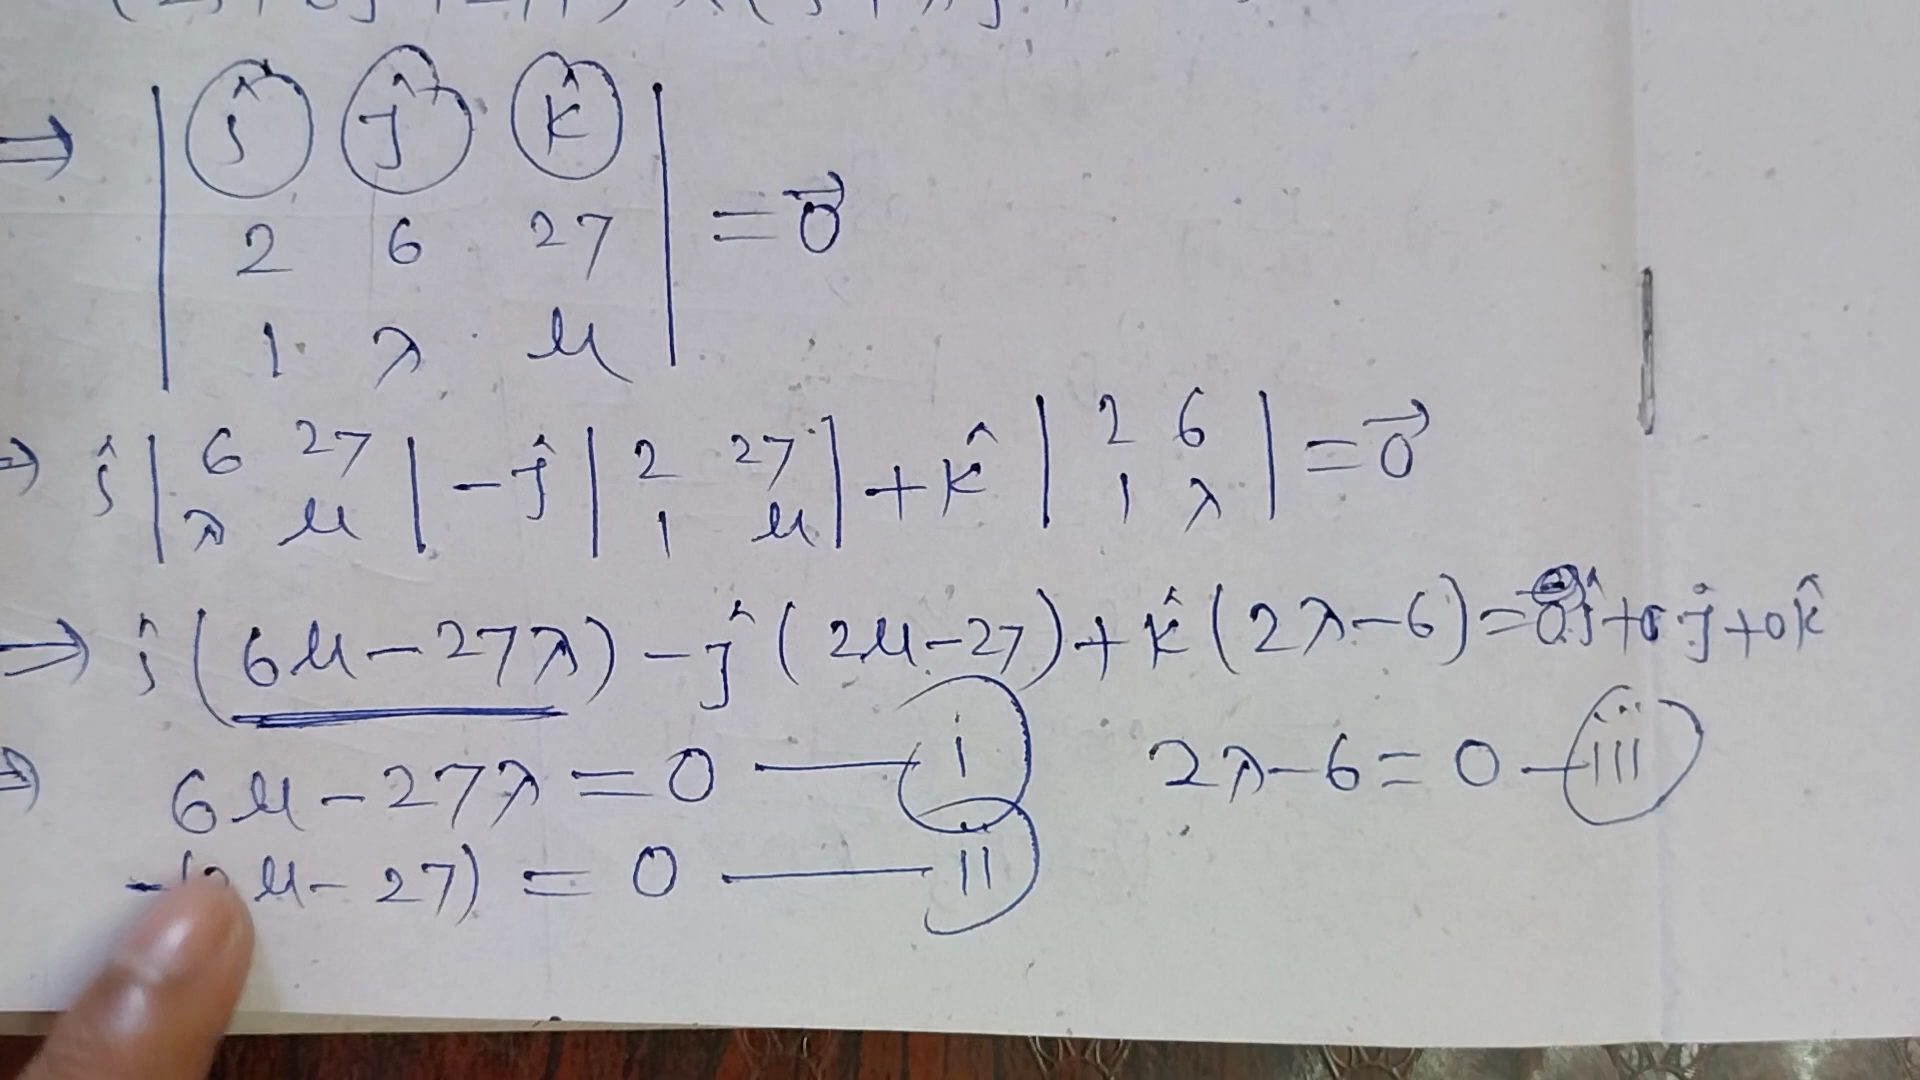 ⇒ | î ĵ k̂ |
| 2 6 27 | = 0⃗
| 1 λ μ |
⇒ î | 6 27 | - ĵ | 2 27 | + k̂ | 2 6 | = 0⃗
| λ μ | | 1 μ | | 1 λ |
⇒ î (6μ - 27λ) - ĵ (2μ - 27) + k̂ (2λ - 6) = 0î + 0ĵ + 0k̂
⇒ 6μ - 27λ = 0 — i 2λ - 6 = 0 — iii
-(2μ - 27) = 0 — ii